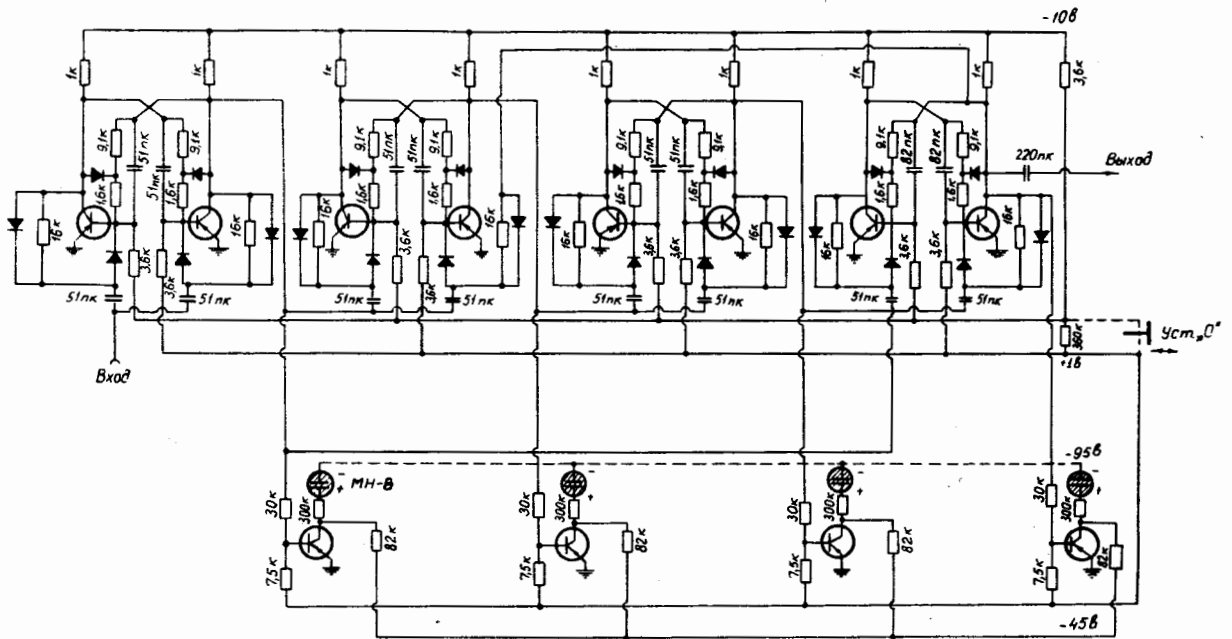 -10в
1к
1к
1к
1к
1к
1к
1к
1к
3,6к
9,1к
51пк
51пк
9,1к
9,1к
51пк
51пк
9,1к
9,1к
51пк
51пк
9,1к
9,1к
82пк
82пк
9,1к
220пк
Выход
1,6к
1,6к
1,6к
1,6к
1,6к
1,6к
1,6к
1,6к
16к
16к
16к
16к
16к
16к
16к
16к
3,6к
3,6к
3,6к
3,6к
3,6к
3,6к
3,6к
3,6к
51пк
51пк
51пк
51пк
51пк
51пк
51пк
51пк
Вход
360к
Уст„0"
+1в
-95в
-
+ МН-8
-
+
-
+
-
+
30к
300к
30к
300к
30к
300к
30к
300к
82к
82к
82к
82к
7,5к
7,5к
7,5к
7,5к
-45в